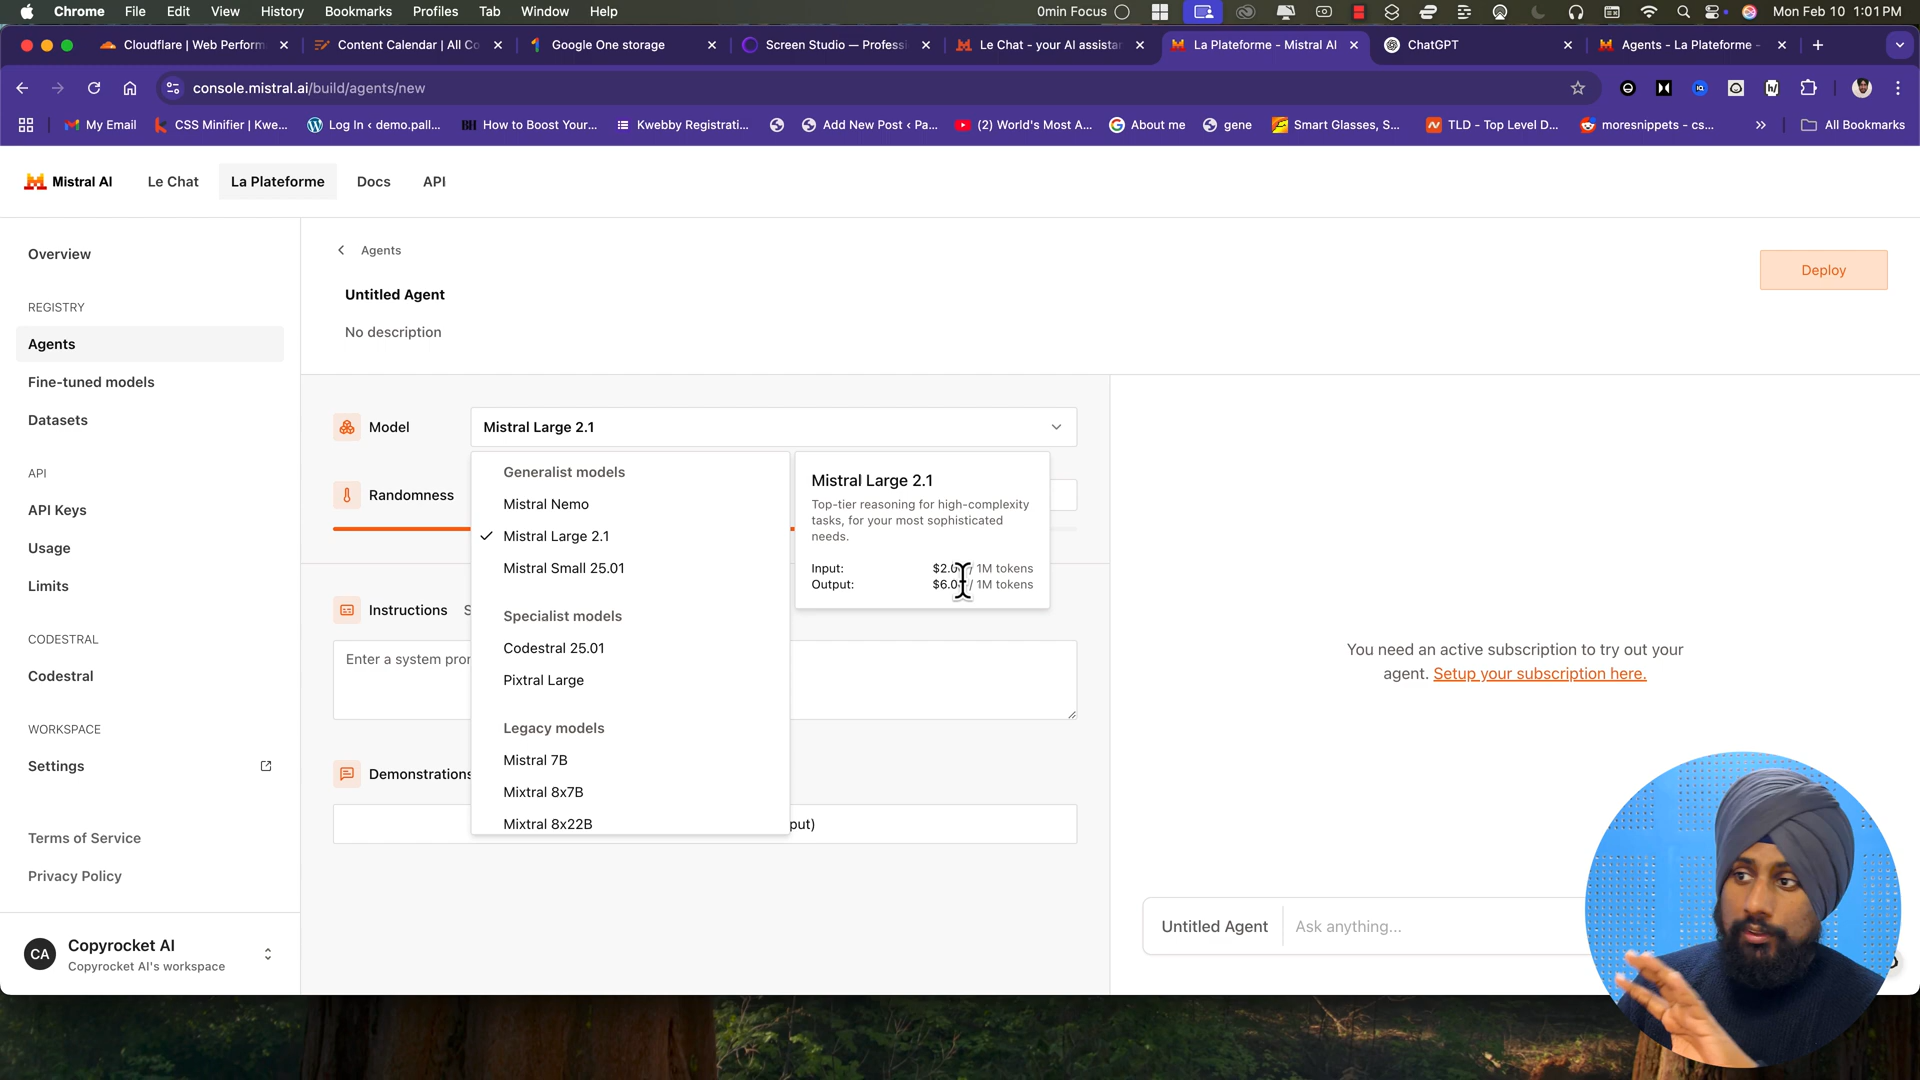 Chrome File Edit View History Bookmarks Profiles Tab Window Help 0min Focus Mon Feb 10 1:01 PM
Cloudflare | Web Perform Content Calendar | All Co Google One storage Screen Studio — Professi Le Chat - your AI assistar La Plateforme - Mistral AI ChatGPT Agents - La Plateforme -
console.mistral.ai/build/agents/new
My Email CSS Minifier | Kwe... Log In ‹ demo.pall... How to Boost Your... Kwebby Registrati... Add New Post ‹ Pa... (2) World's Most A... About me gene Smart Glasses, S... TLD - Top Level D... moresnippets - cs... » All Bookmarks
Mistral AI Le Chat La Plateforme Docs API
Overview
REGISTRY
Agents
Fine-tuned models
Datasets
API
API Keys
Usage
Limits
CODESTRAL
Codestral
WORKSPACE
Settings
Terms of Service
Privacy Policy
CA Copyrocket AI
Copyrocket AI's workspace
Agents
Untitled Agent
No description
Deploy
Model Mistral Large 2.1
Randomness
Instructions
Enter a system pro
Demonstrations
put)
Generalist models
Mistral Nemo
Mistral Large 2.1
Mistral Small 25.01
Specialist models
Codestral 25.01
Pixtral Large
Legacy models
Mistral 7B
Mixtral 8x7B
Mixtral 8x22B
Mistral Large 2.1
Top-tier reasoning for high-complexity
tasks, for your most sophisticated
needs.
Input: $2.0 / 1M tokens
Output: $6.0 / 1M tokens
You need an active subscription to try out your
agent. Setup your subscription here.
Untitled Agent Ask anything...